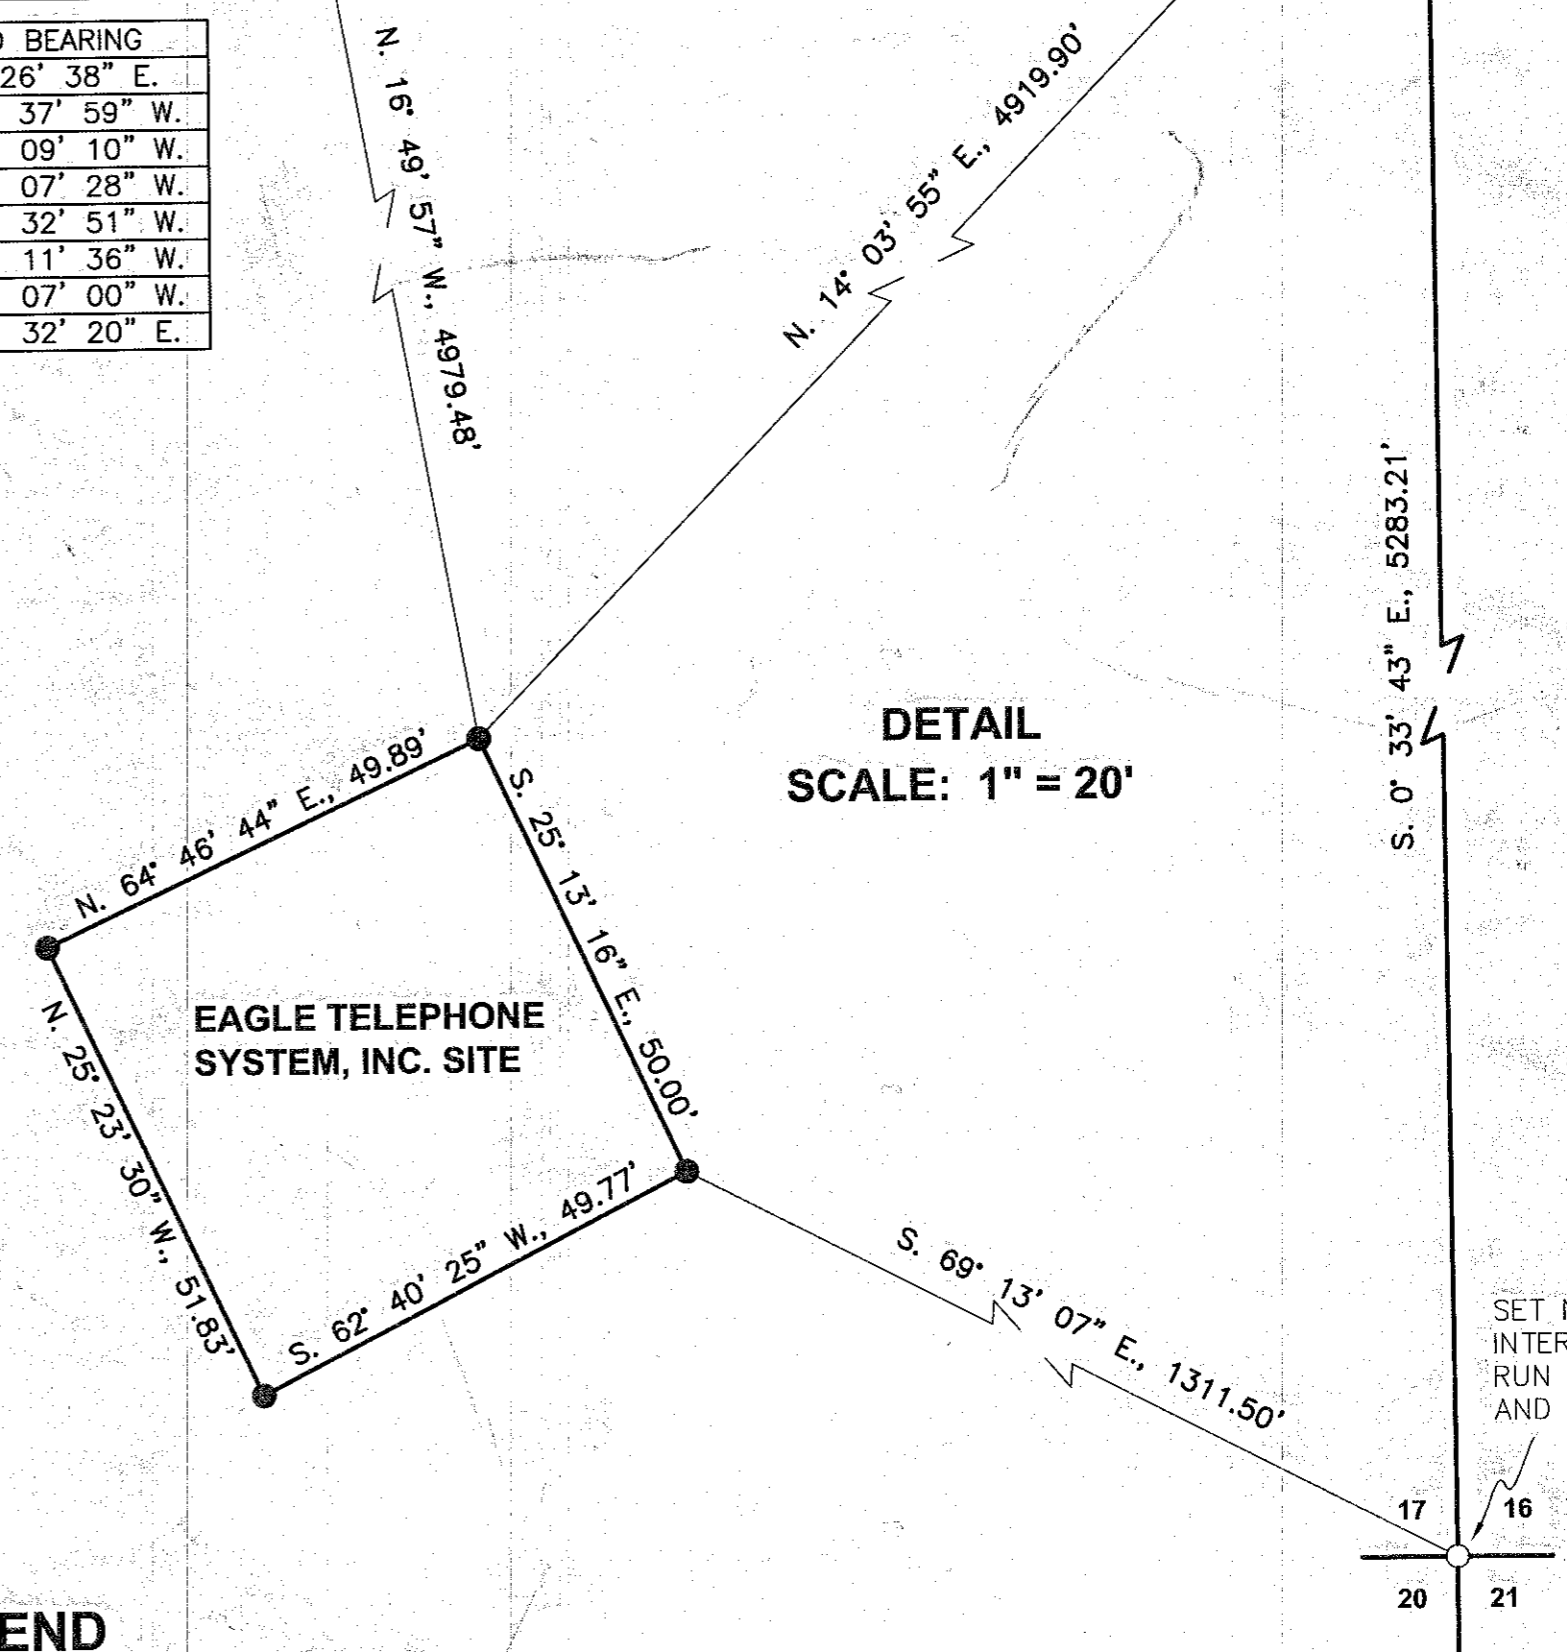 BEARING
26' 38" E.
37' 59" W.
09' 10" W.
07' 28" W.
32' 51" W.
11' 36" W.
07' 00" W.
32' 20" E.
N. 16° 49' 57" W., 4979.48'
N. 14° 03' 55" E., 4919.90'
S. 0° 33' 43" E., 5283.21'
DETAIL
SCALE: 1" = 20'
N. 64° 46' 44" E., 49.89'
S. 25° 13' 16" E., 50.00'
EAGLE TELEPHONE
SYSTEM, INC. SITE
N. 25° 23' 30" W., 51.83'
S. 62° 40' 25" W., 49.77'
S. 69° 13' 07" E., 1311.50'
SET
RUN
AND
17 16
20 21